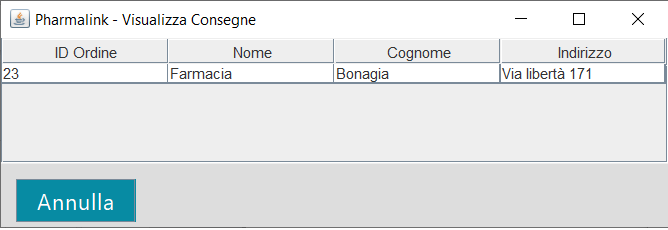 Pharmalink - Visualizza Consegne
ID Ordine Nome Cognome Indirizzo
23 Farmacia Bonagia Via libertà 171
Annulla